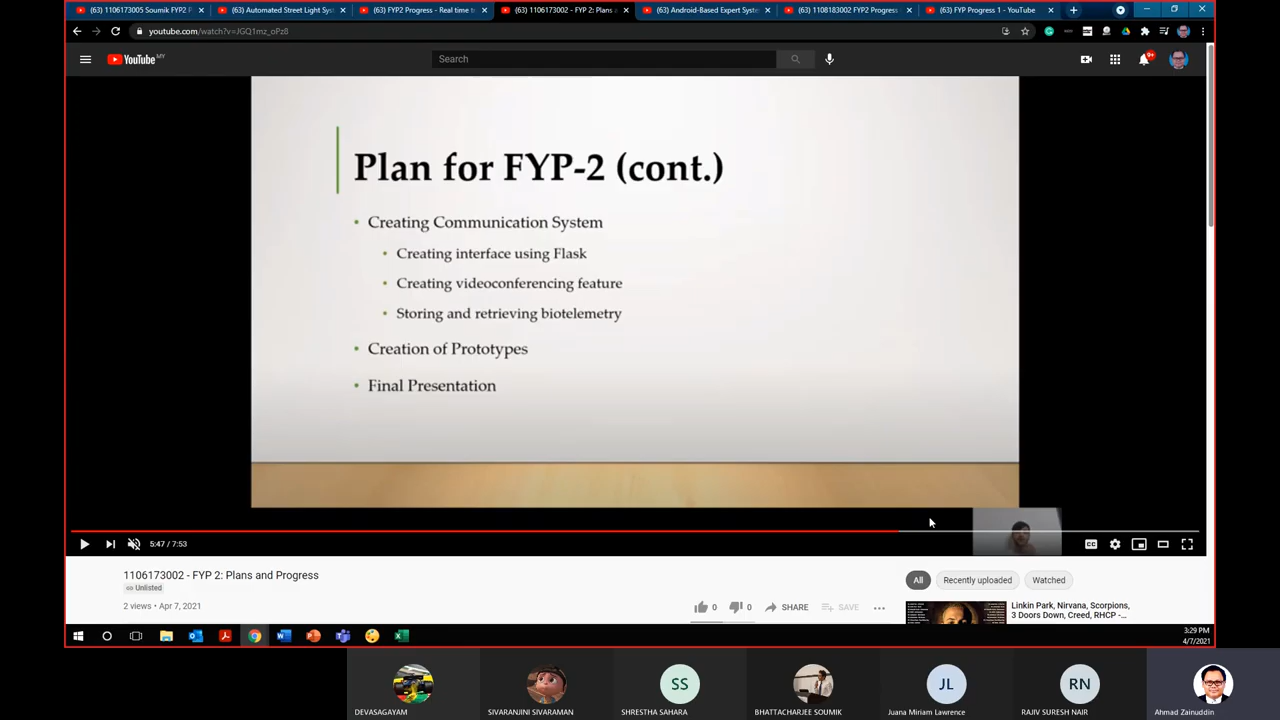 (63) 1106173005 Soumik FYP2 P
(63) Automated Street Light Sys
(63) FYP2 Progress - Real time t
(63) 1106173002 - FYP 2: Plans a
(63) Android-Based Expert System
(63) 1108183002 FYP2 Progress
(63) FYP Progress 1 - YouTube
youtube.com/watch?v=JGQ1mz_oPz8
YouTube MY
Search
9+
Plan for FYP-2 (cont.)
• Creating Communication System
• Creating interface using Flask
• Creating videoconferencing feature
• Storing and retrieving biotelemetry
• Creation of Prototypes
• Final Presentation
5:47 / 7:53
1106173002 - FYP 2: Plans and Progress
Unlisted
2 views • Apr 7, 2021
0
0
SHARE
SAVE
All
Recently uploaded
Watched
Linkin Park, Nirvana, Scorpions,
3 Doors Down, Creed, RHCP -...
3:29 PM
4/7/2021
SS
JL
RN
DEVASAGAYAM
SIVARANJINI SIVARAMAN
SHRESTHA SAHARA
BHATTACHARJEE SOUMIK
Juana Miriam Lawrence
RAJIV SURESH NAIR
Ahmad Zainuddin